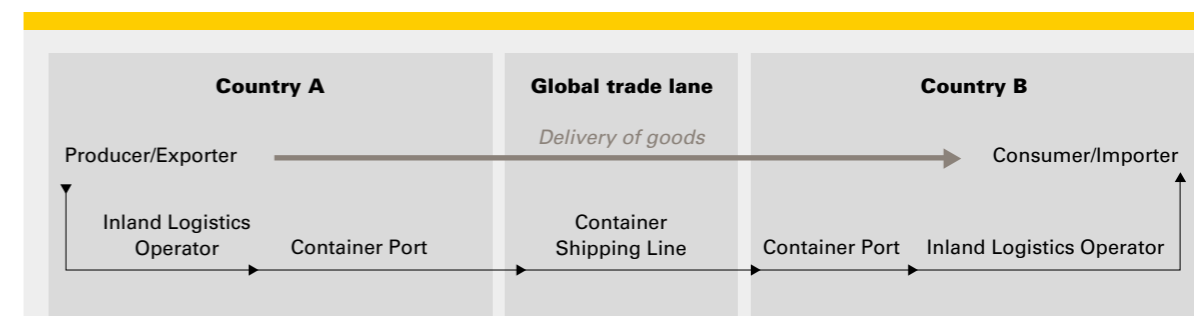 Country A
Global trade lane
Country B
Delivery of goods
Producer/Exporter
Consumer/Importer
Inland Logistics
Operator
Container Port
Container
Shipping Line
Container Port
Inland Logistics Operator